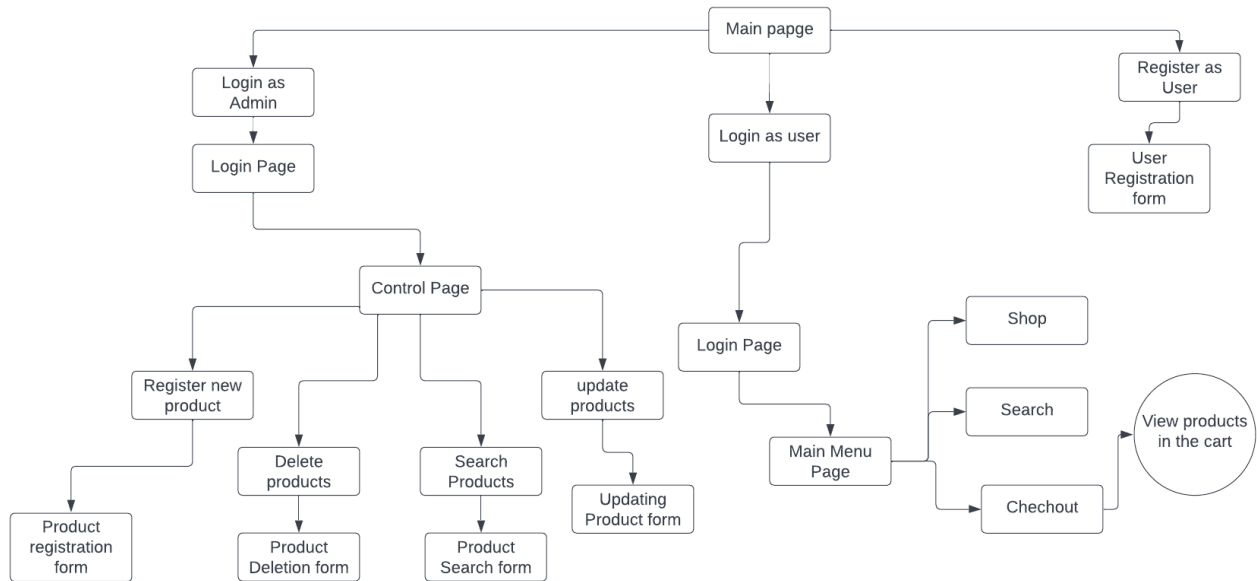 Main papge
Login as
Admin
Register as
User
Login as user
Login Page
User
Registration
form
Control Page
Shop
Login Page
Register new
product
update
products
Search
View products
in the cart
Main Menu
Page
Delete
products
Search
Products
Updating
Product form
Chechout
Product
registration
form
Product
Deletion form
Product
Search form